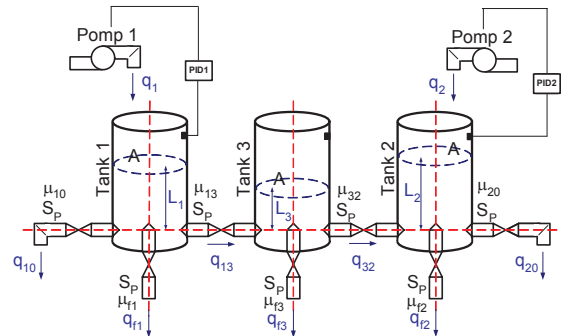 Pomp 1
Pomp 2
PID1
PID2
q1
q2
Tank 1
A
L1
Tank 3
A
L3
Tank 2
A
L2
μ10
SP
μ13
SP
μ32
SP
μ20
SP
q10
q13
q32
q20
SP
μf1
qf1
SP
μf3
qf3
SP
μf2
qf2